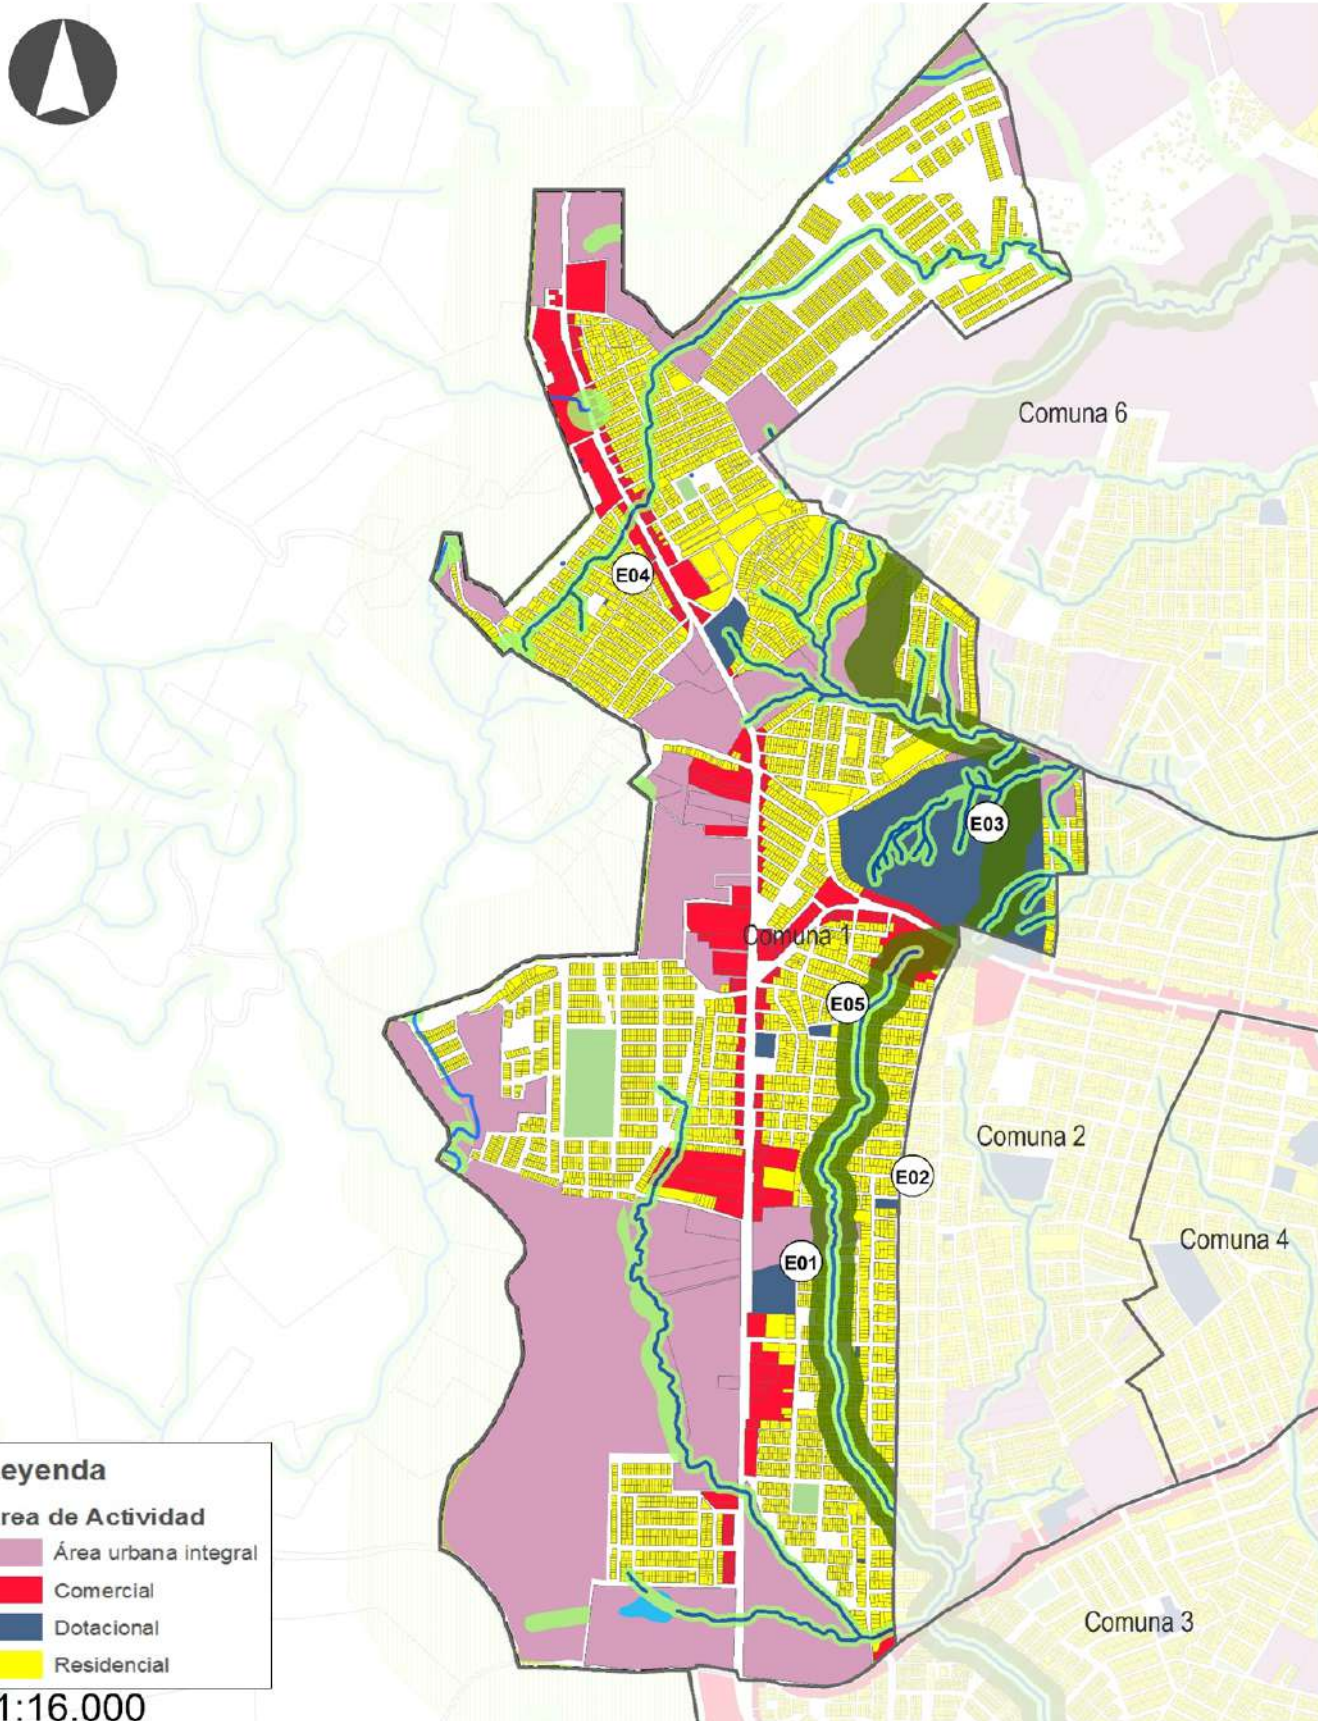 Comuna 6
E04
E03
Comuna 1
E05
Comuna 2
E02
Comuna 4
E01
eyenda
rea de Actividad
Área urbana integral
Comercial
Dotacional
Residencial
Comuna 3
1:16.000